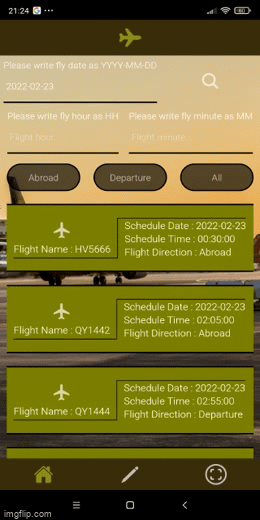 21:24
Please write fly date as YYYY-MM-DD
2022-02-23
Please write fly hour as HH
Please write fly minute as MM
Flight hour
Flight minute
Abroad
Departure
All
Flight Name : HV5666
Schedule Date : 2022-02-23
Schedule Time : 00:30:00
Flight Direction : Abroad
Flight Name : QY1442
Schedule Date : 2022-02-23
Schedule Time : 02:05:00
Flight Direction : Abroad
Flight Name : QY1444
Schedule Date : 2022-02-23
Schedule Time : 02:55:00
Flight Direction : Departure
imgflip.com